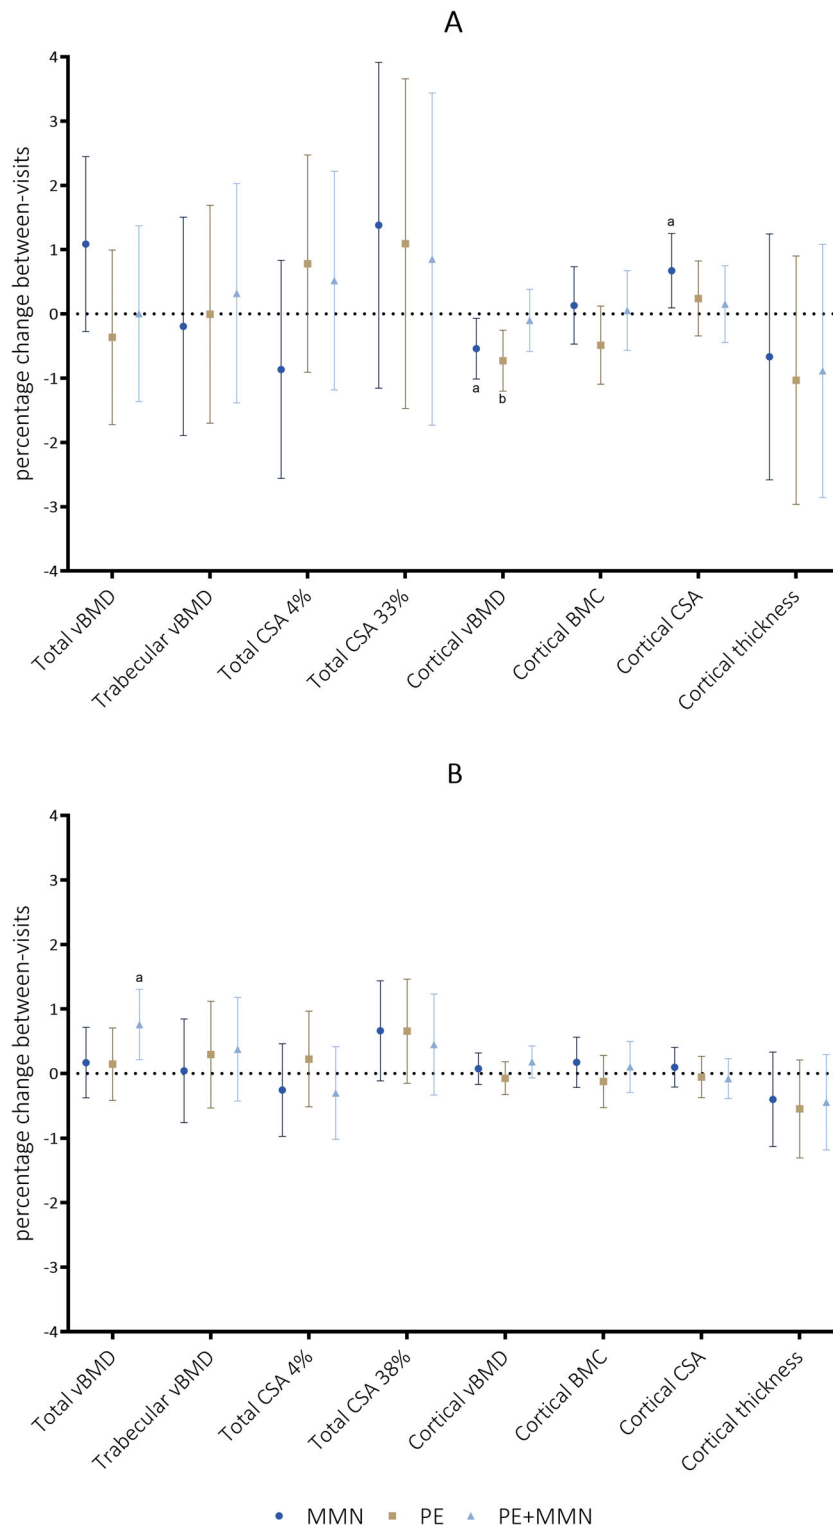 A
percentage change between-visits
4
3
2
1
0
-1
-2
-3
-4
a
a
b
Total vBMD
Trabecular vBMD
Total CSA 4%
Total CSA 33%
Cortical vBMD
Cortical BMC
Cortical CSA
Cortical thickness
B
percentage change between-visits
4
3
2
1
0
-1
-2
-3
-4
a
Total vBMD
Trabecular vBMD
Total CSA 4%
Total CSA 38%
Cortical vBMD
Cortical BMC
Cortical CSA
Cortical thickness
MMN PE PE+MMN